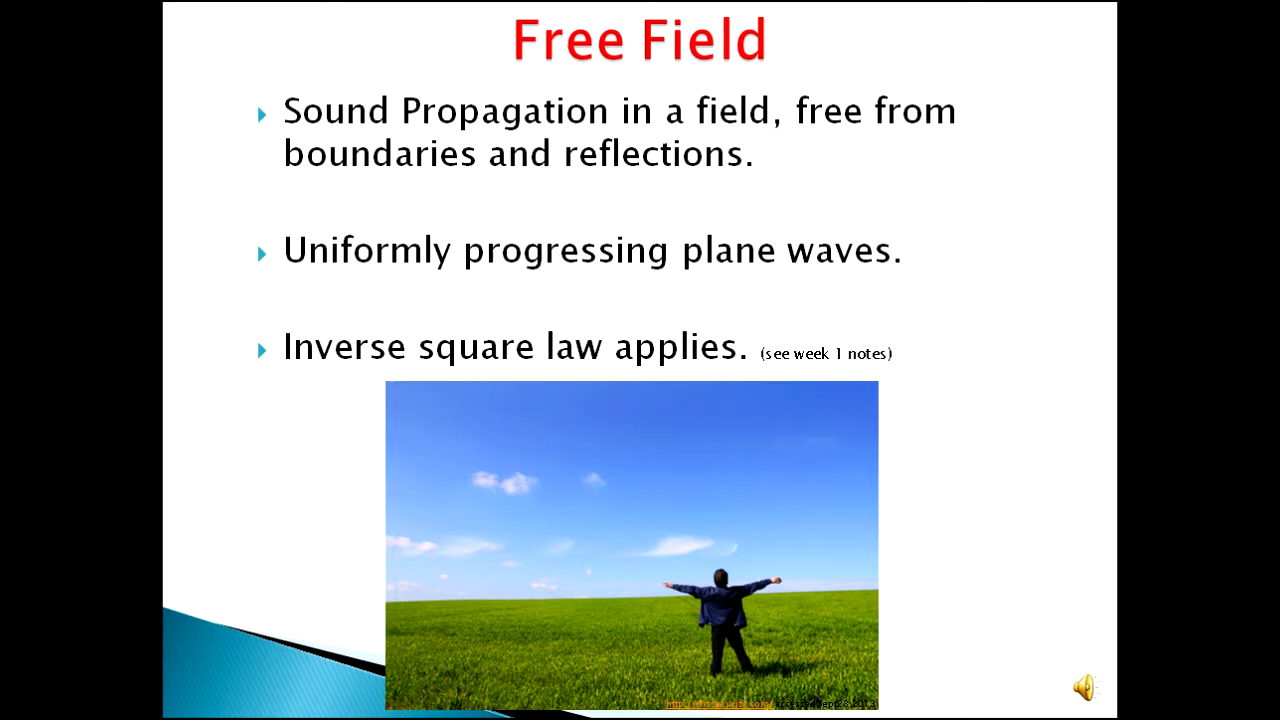 Free Field
Sound Propagation in a field, free from
boundaries and reflections.
Uniformly progressing plane waves.
Inverse square law applies. (see week 1 notes)